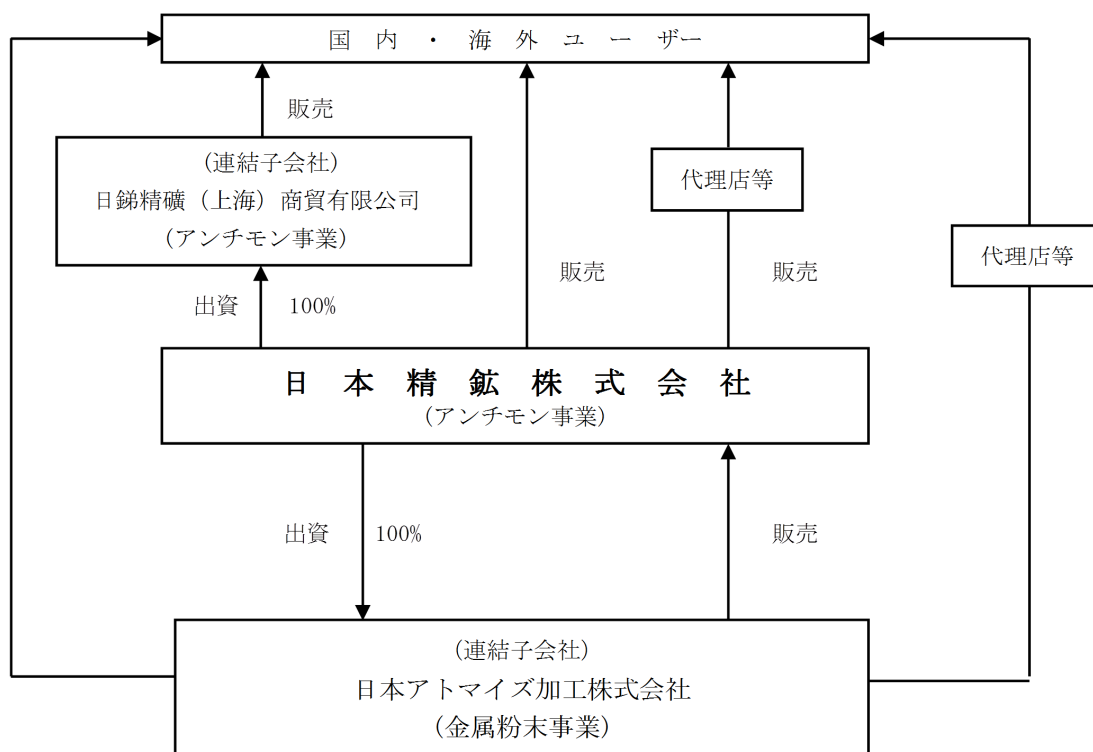 国内・海外ユーザー
販売
(連結子会社)
日銻精礦（上海）商貿有限公司
(アンチモン事業)
代理店等
代理店等
販売
販売
出資 100%
日本精鉱株式会社
(アンチモン事業)
出資 100%
販売
(連結子会社)
日本アトマイズ加工株式会社
(金属粉末事業)